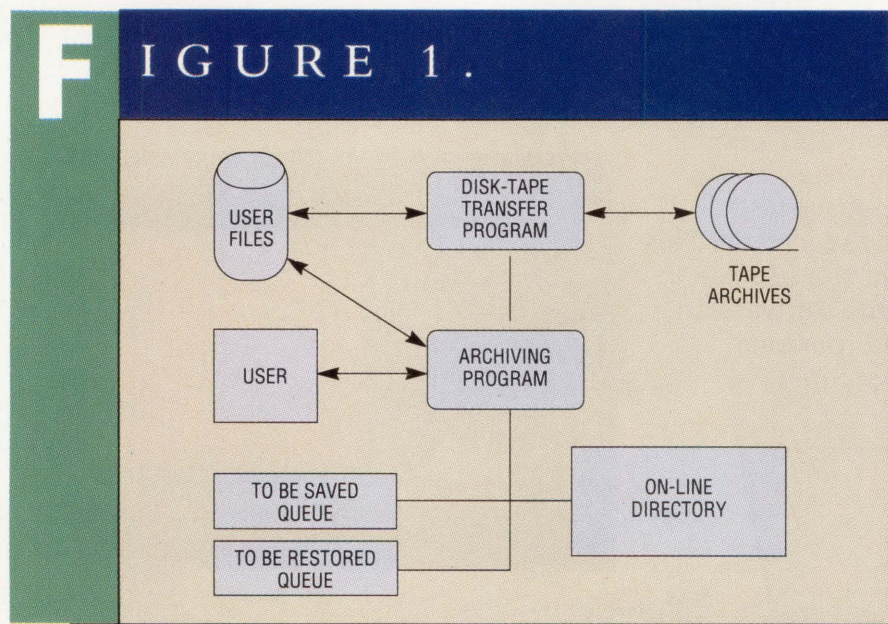 FIGURE 1.
USER
FILES
DISK-TAPE
TRANSFER
PROGRAM
TAPE
ARCHIVES
USER
ARCHIVING
PROGRAM
TO BE SAVED
QUEUE
ON-LINE
DIRECTORY
TO BE RESTORED
QUEUE